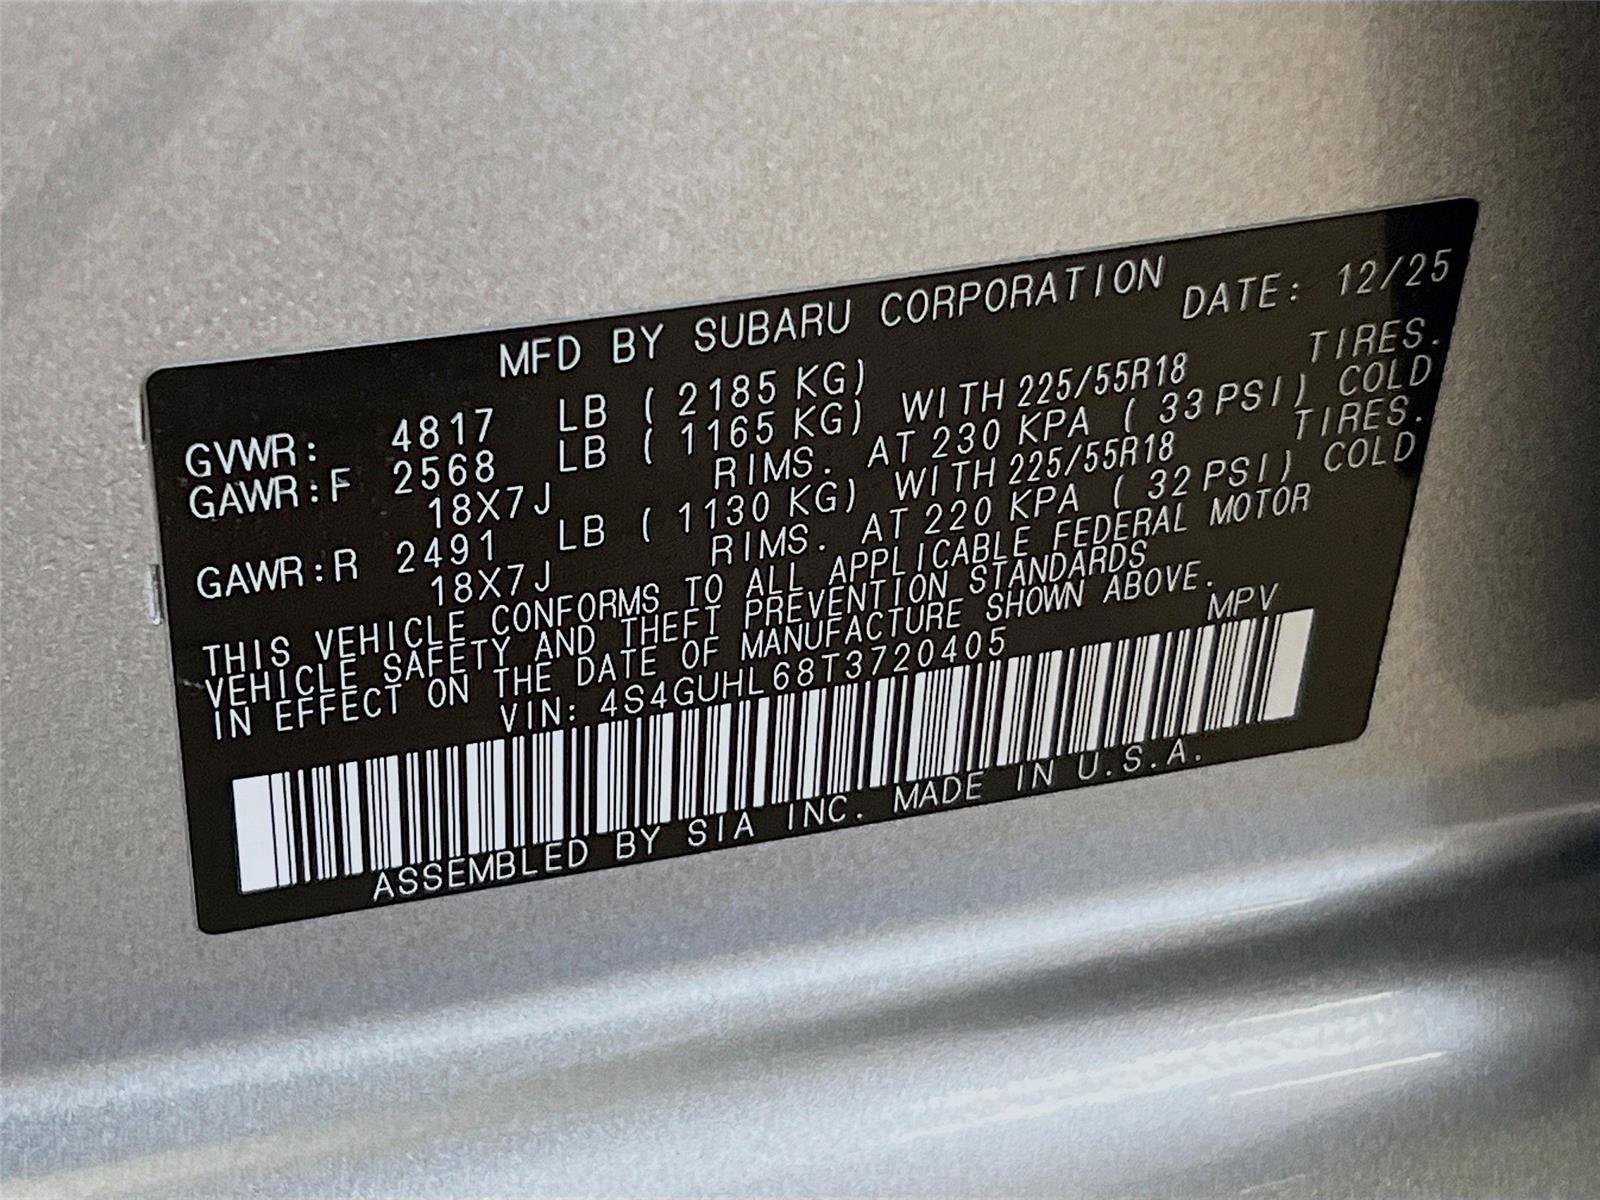 MFD BY SUBARU CORPORATION DATE: 12/25
GVWR: 4817 LB ( 2185 KG)
GAWR:F 2568 LB ( 1165 KG) WITH 225/55R18 TIRES.
18X7J RIMS. AT 230 KPA ( 33 PSI) COLD
GAWR:R 2491 LB ( 1130 KG) WITH 225/55R18 TIRES.
18X7J RIMS. AT 220 KPA ( 32 PSI) COLD
THIS VEHICLE CONFORMS TO ALL APPLICABLE FEDERAL MOTOR
VEHICLE SAFETY AND THEFT PREVENTION STANDARDS
IN EFFECT ON THE DATE OF MANUFACTURE SHOWN ABOVE.
VIN: 4S4GUHL68T3720405 MPV
ASSEMBLED BY SIA INC. MADE IN U.S.A.